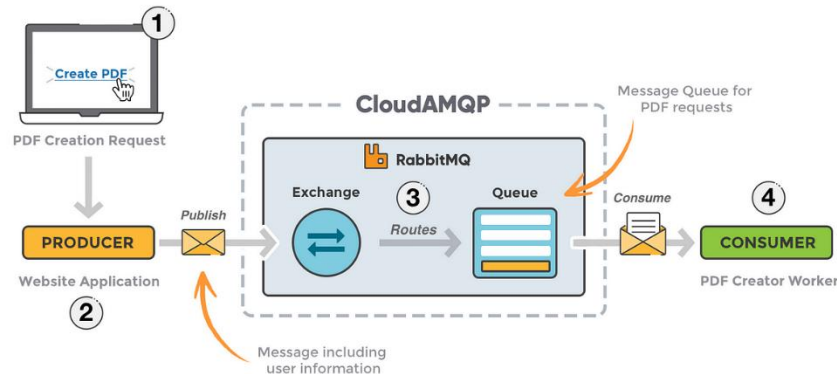 1
Create PDF
PDF Creation Request
CloudAMQP
Message Queue for
PDF requests
RabbitMQ
Exchange
3
Queue
Routes
Publish
Consume
4
PRODUCER
CONSUMER
Website Application
PDF Creator Worker
2
Message including
user information